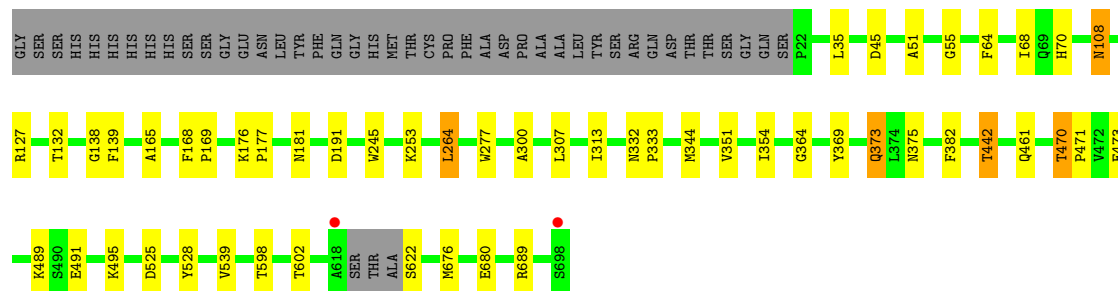 GLY SER SER HIS HIS HIS HIS HIS HIS SER SER GLY GLU ASN LEU TYR PHE GLN GLY HIS MET THR CYS PRO PHE ALA ASP PRO ALA ALA LEU TYR SER ARG GLN ASP THR THR SER GLY GLN SER P22 L35 D45 A51 G55 F64 I68 Q69 H70 N108
R127 T132 G138 F139 A165 F168 P169 K176 P177 N181 D191 W245 K253 L264 W277 A300 L307 I313 N332 P333 M344 V351 I354 G364 Y369 Q373 L374 N375 F382 T442 Q461 T470 P471 V472
K489 S490 E491 K495 D525 Y528 V539 T598 T602 A618 SER THR ALA S622 M676 E680 R689 S698